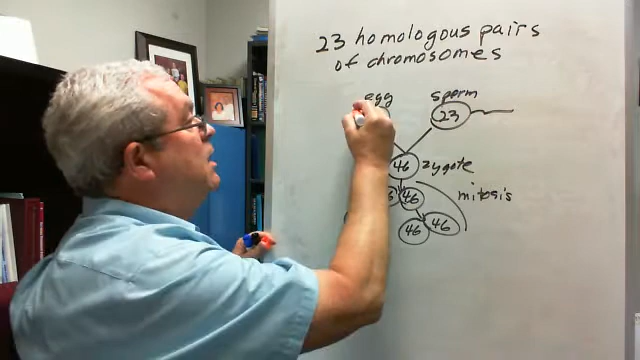 23 homologous pairs
of chromosomes
egg
sperm
23
46
zygote
46
mitosis
46
46